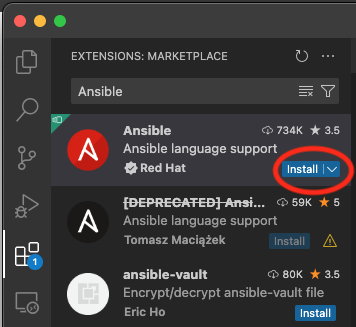 EXTENSIONS: MARKETPLACE
Ansible
Ansible 734K 3.5
Ansible language support
Red Hat Install
[DEPRECATED] Ansi... 59K 5
Ansible language support
Tomasz Maciążek Install
1
ansible-vault 80K 3.5
Encrypt/decrypt ansible-vault file
Eric Ho Install